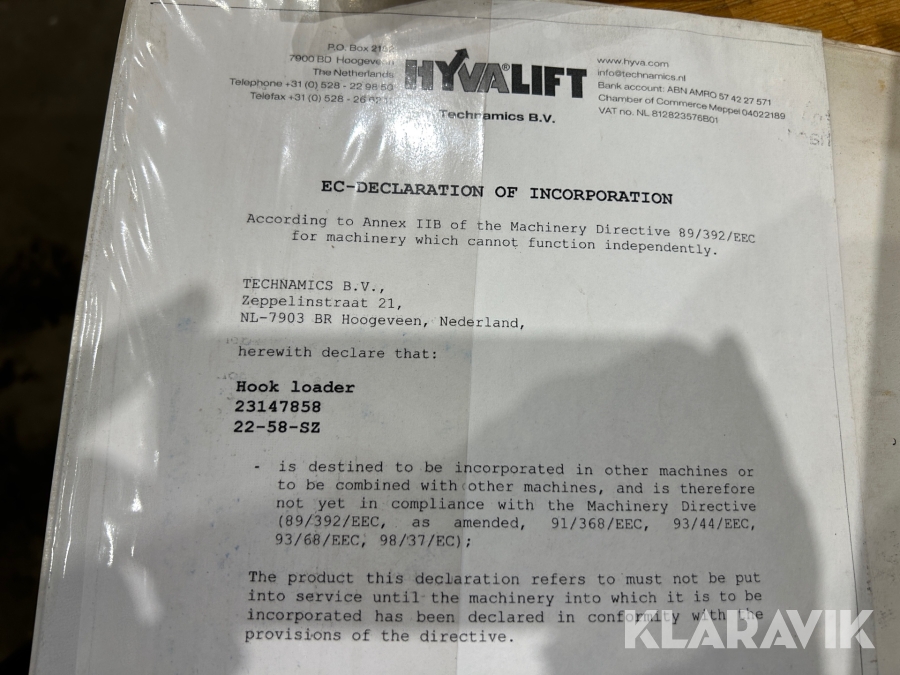 P.O. Box
7900 BD Hoogeveen
The Netherlands
Telephone +31 (0) 528 - 22 98 50
Telefax +31 (0) 528 -
HYVA®LIFT
Technamics B.V.
www.hyva.com
info@technamics.nl
Bank account: ABN AMRO 57 42 27 571
Chamber of Commerce Meppel 04022189
VAT no. NL 812823576B01
EC-DECLARATION OF INCORPORATION
According to Annex IIB of the Machinery Directive 89/392/EEC
for machinery which cannot function independently.
TECHNAMICS B.V.,
Zeppelinstraat 21,
NL-7903 BR Hoogeveen, Nederland,
herewith declare that:
Hook loader
23147858
22-58-SZ
- is destined to be incorporated in other machines or
to be combined with other machines, and is therefore
not yet in compliance with the Machinery Directive
(89/392/EEC, as amended, 91/368/EEC, 93/44/EEC,
93/68/EEC, 98/37/EC);
The product this declaration refers to must not be put
into service until the machinery into which it is to be
incorporated has been declared in conformity with the
provisions of the directive.
KLARAVIK